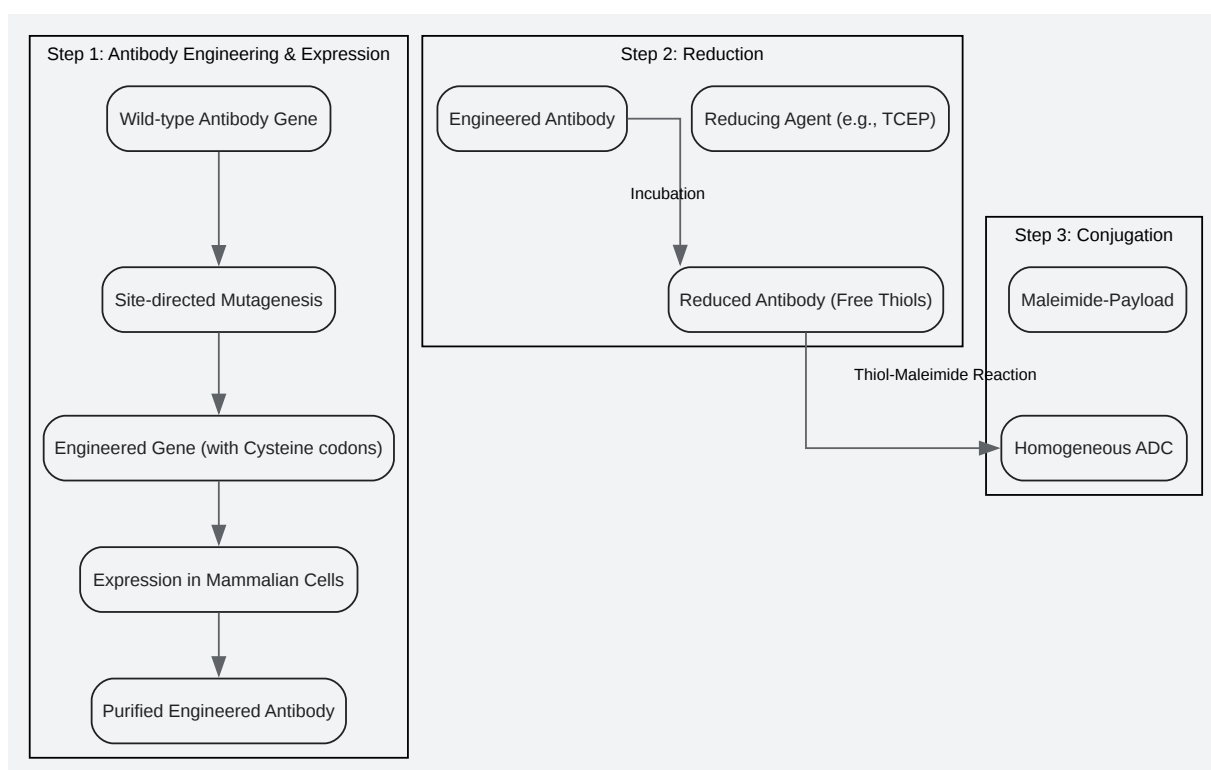 Step 1: Antibody Engineering & Expression
Wild-type Antibody Gene
Site-directed Mutagenesis
Engineered Gene (with Cysteine codons)
Expression in Mammalian Cells
Purified Engineered Antibody
Step 2: Reduction
Engineered Antibody
Reducing Agent (e.g., TCEP)
Incubation
Reduced Antibody (Free Thiols)
Thiol-Maleimide Reaction
Step 3: Conjugation
Maleimide-Payload
Homogeneous ADC